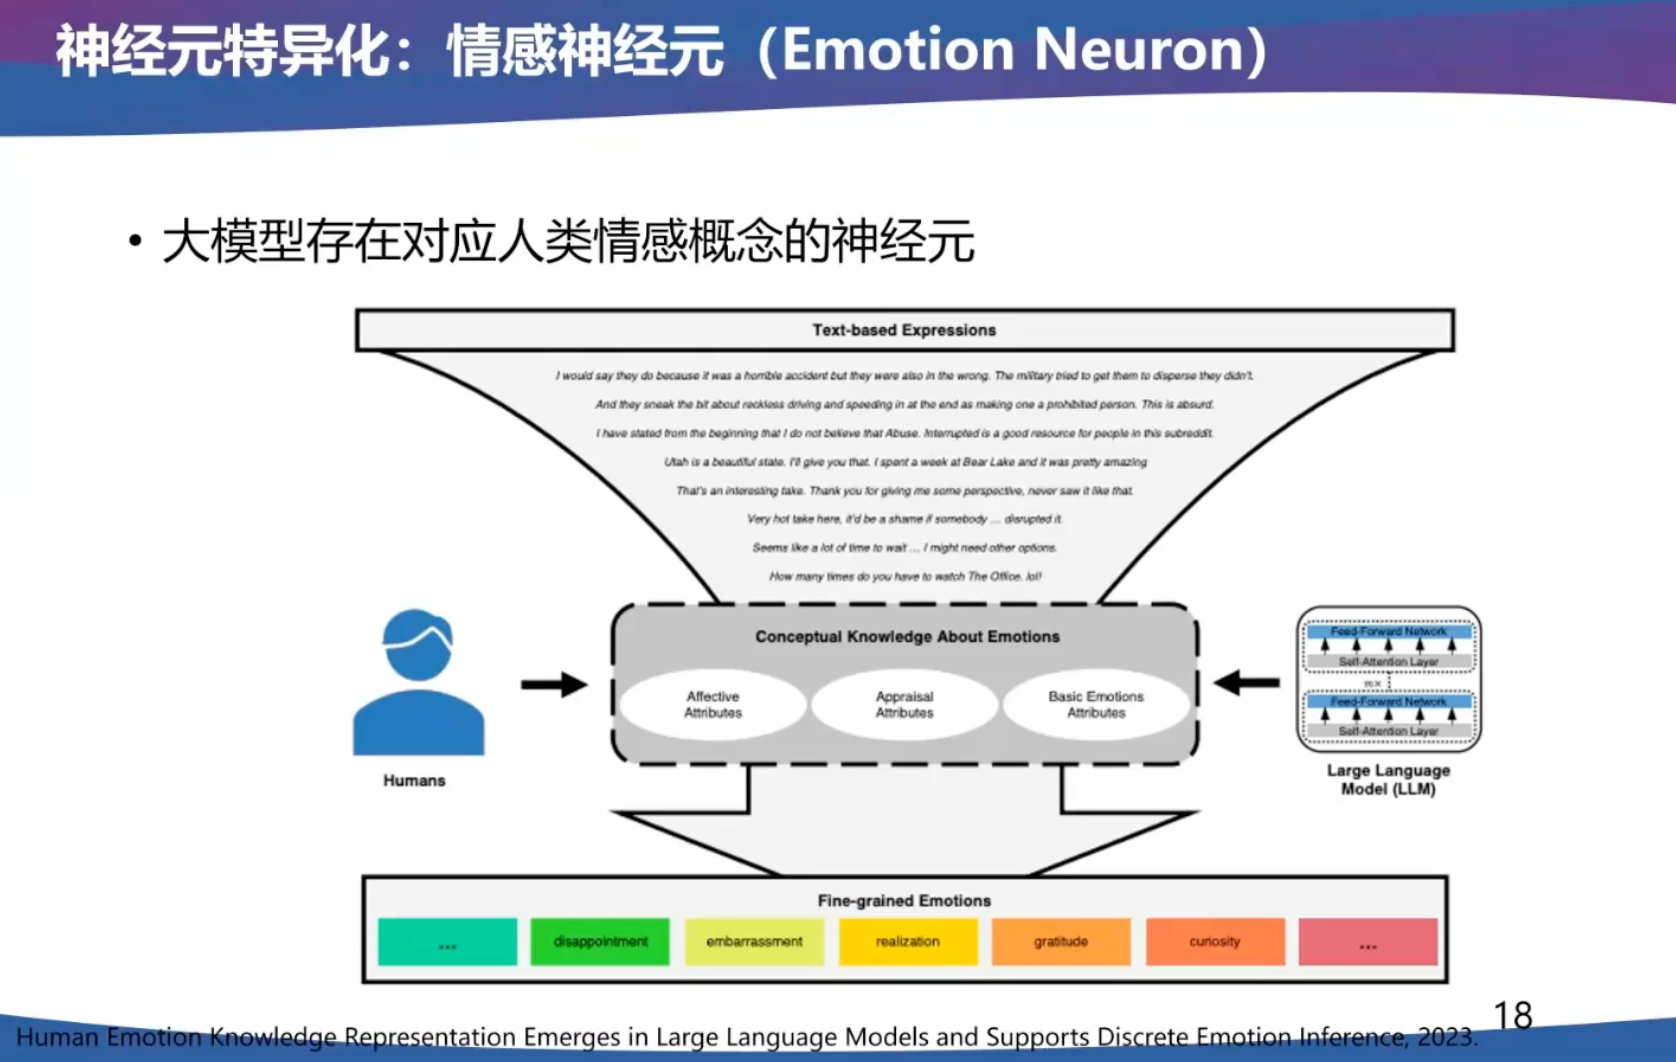 神经元特异化：情感神经元（Emotion Neuron）
• 大模型存在对应人类情感概念的神经元
Text-based Expressions
I would say they do because it was a horrible accident but they were also in the wrong. The military tried to get them to disperse they didn't.
And they sneak the bit about reckless driving and speeding in at the end as making one a prohibited person. This is absurd.
I have stated from the beginning that I do not believe that Abuse. Interrupted is a good resource for people in this subreddit.
Utah is a beautiful state, I'll give you that. I spent a week at Bear Lake and it was pretty amazing
That's an interesting take. Thank you for giving me some perspective, never saw it like that.
Very hot take here, it'd be a shame if somebody ... disrupted it.
Seems like a lot of time to wait ... I might need other options.
How many times do you have to watch The Office, lol!
Conceptual Knowledge About Emotions
Affective
Attributes
Appraisal
Attributes
Basic Emotions
Attributes
Humans
Feed-Forward Network
Self-Attention Layer
Feed-Forward Network
Self-Attention Layer
Large Language
Model (LLM)
Fine-grained Emotions
...
disappointment
embarrassment
realization
gratitude
curiosity
...
18
Human Emotion Knowledge Representation Emerges in Large Language Models and Supports Discrete Emotion Inference, 2023.